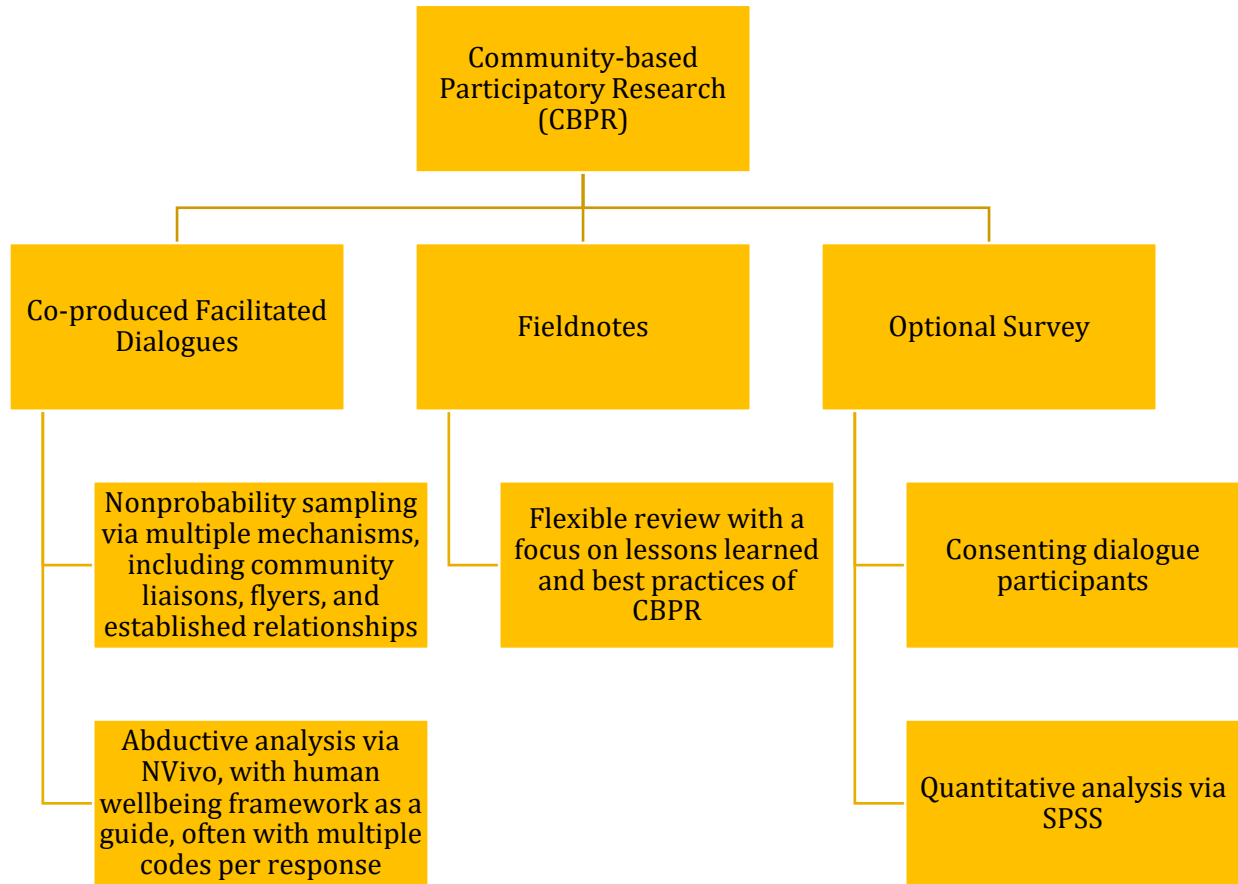 Community-based
Participatory Research
(CBPR)
Co-produced Facilitated
Dialogues
Fieldnotes
Optional Survey
Nonprobability sampling
via multiple mechanisms,
including community
liaisons, flyers, and
established relationships
Flexible review with a
focus on lessons learned
and best practices of
CBPR
Consenting dialogue
participants
Abductive analysis via
NVivo, with human
wellbeing framework as a
guide, often with multiple
codes per response
Quantitative analysis via
SPSS